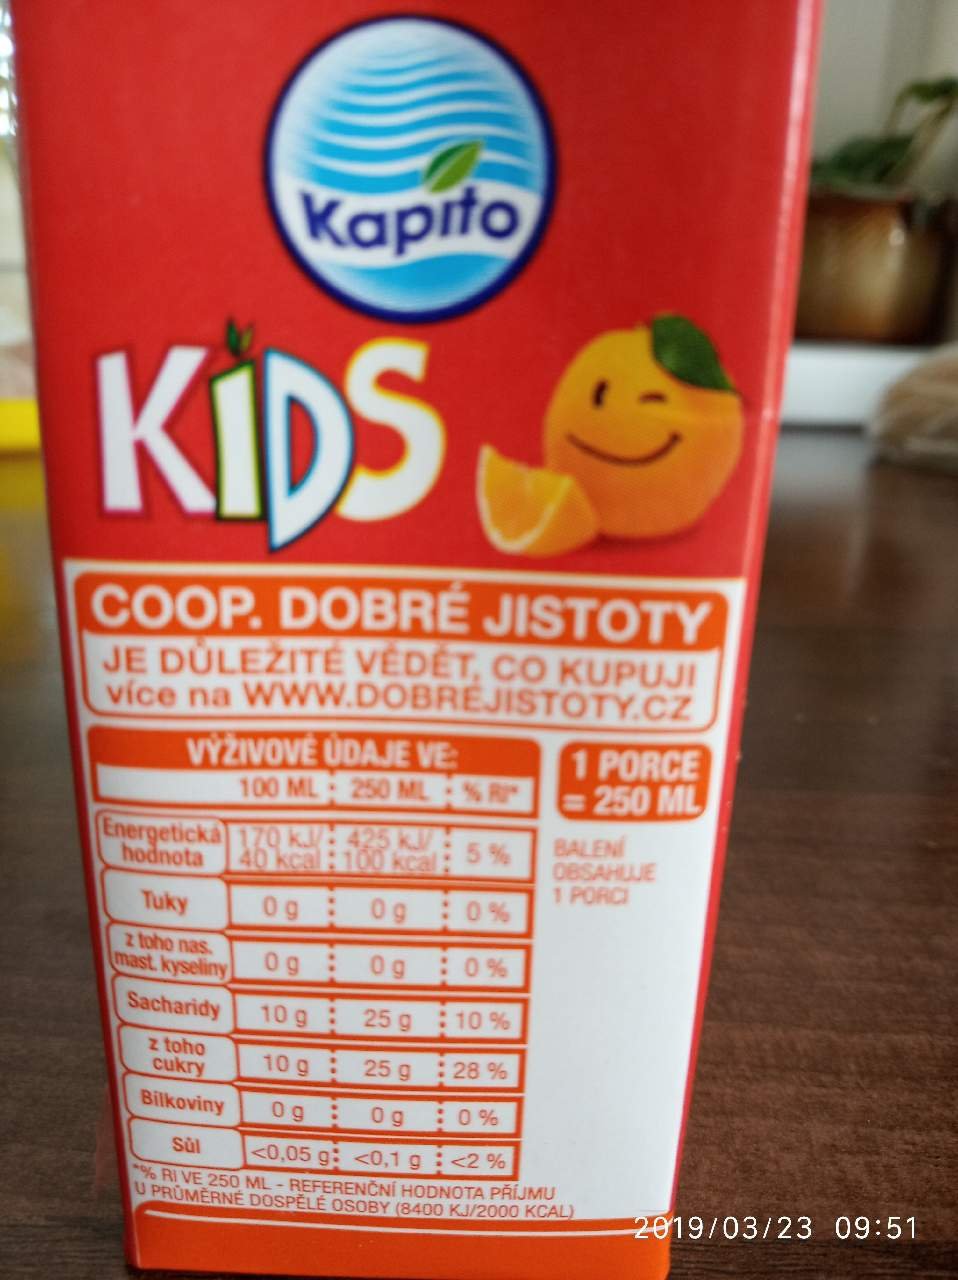 Kapito
KiDS
COOP. DOBRÉ JISTOTY
JE DŮLEŽITÉ VĚDĚT, CO KUPUJI
více na WWW.DOBREJISTOTY.CZ
VÝŽIVOVÉ ÚDAJE VE:
100 ML 250 ML % RI*
1 PORCE
= 250 ML
BALENÍ
OBSAHUJE
1 PORCI
Energetická hodnota 170 kJ/ 40 kcal 425 kJ/ 100 kcal 5 %
Tuky 0 g 0 g 0 %
z toho nas. mast. kyseliny 0 g 0 g 0 %
Sacharidy 10 g 25 g 10 %
z toho cukry 10 g 25 g 28 %
Bílkoviny 0 g 0 g 0 %
Sůl <0,05 g <0,1 g <2 %
*% RI VE 250 ML - REFERENČNÍ HODNOTA PŘÍJMU
U PRŮMĚRNÉ DOSPĚLÉ OSOBY (8400 KJ/2000 KCAL)
2019/03/23 09:51